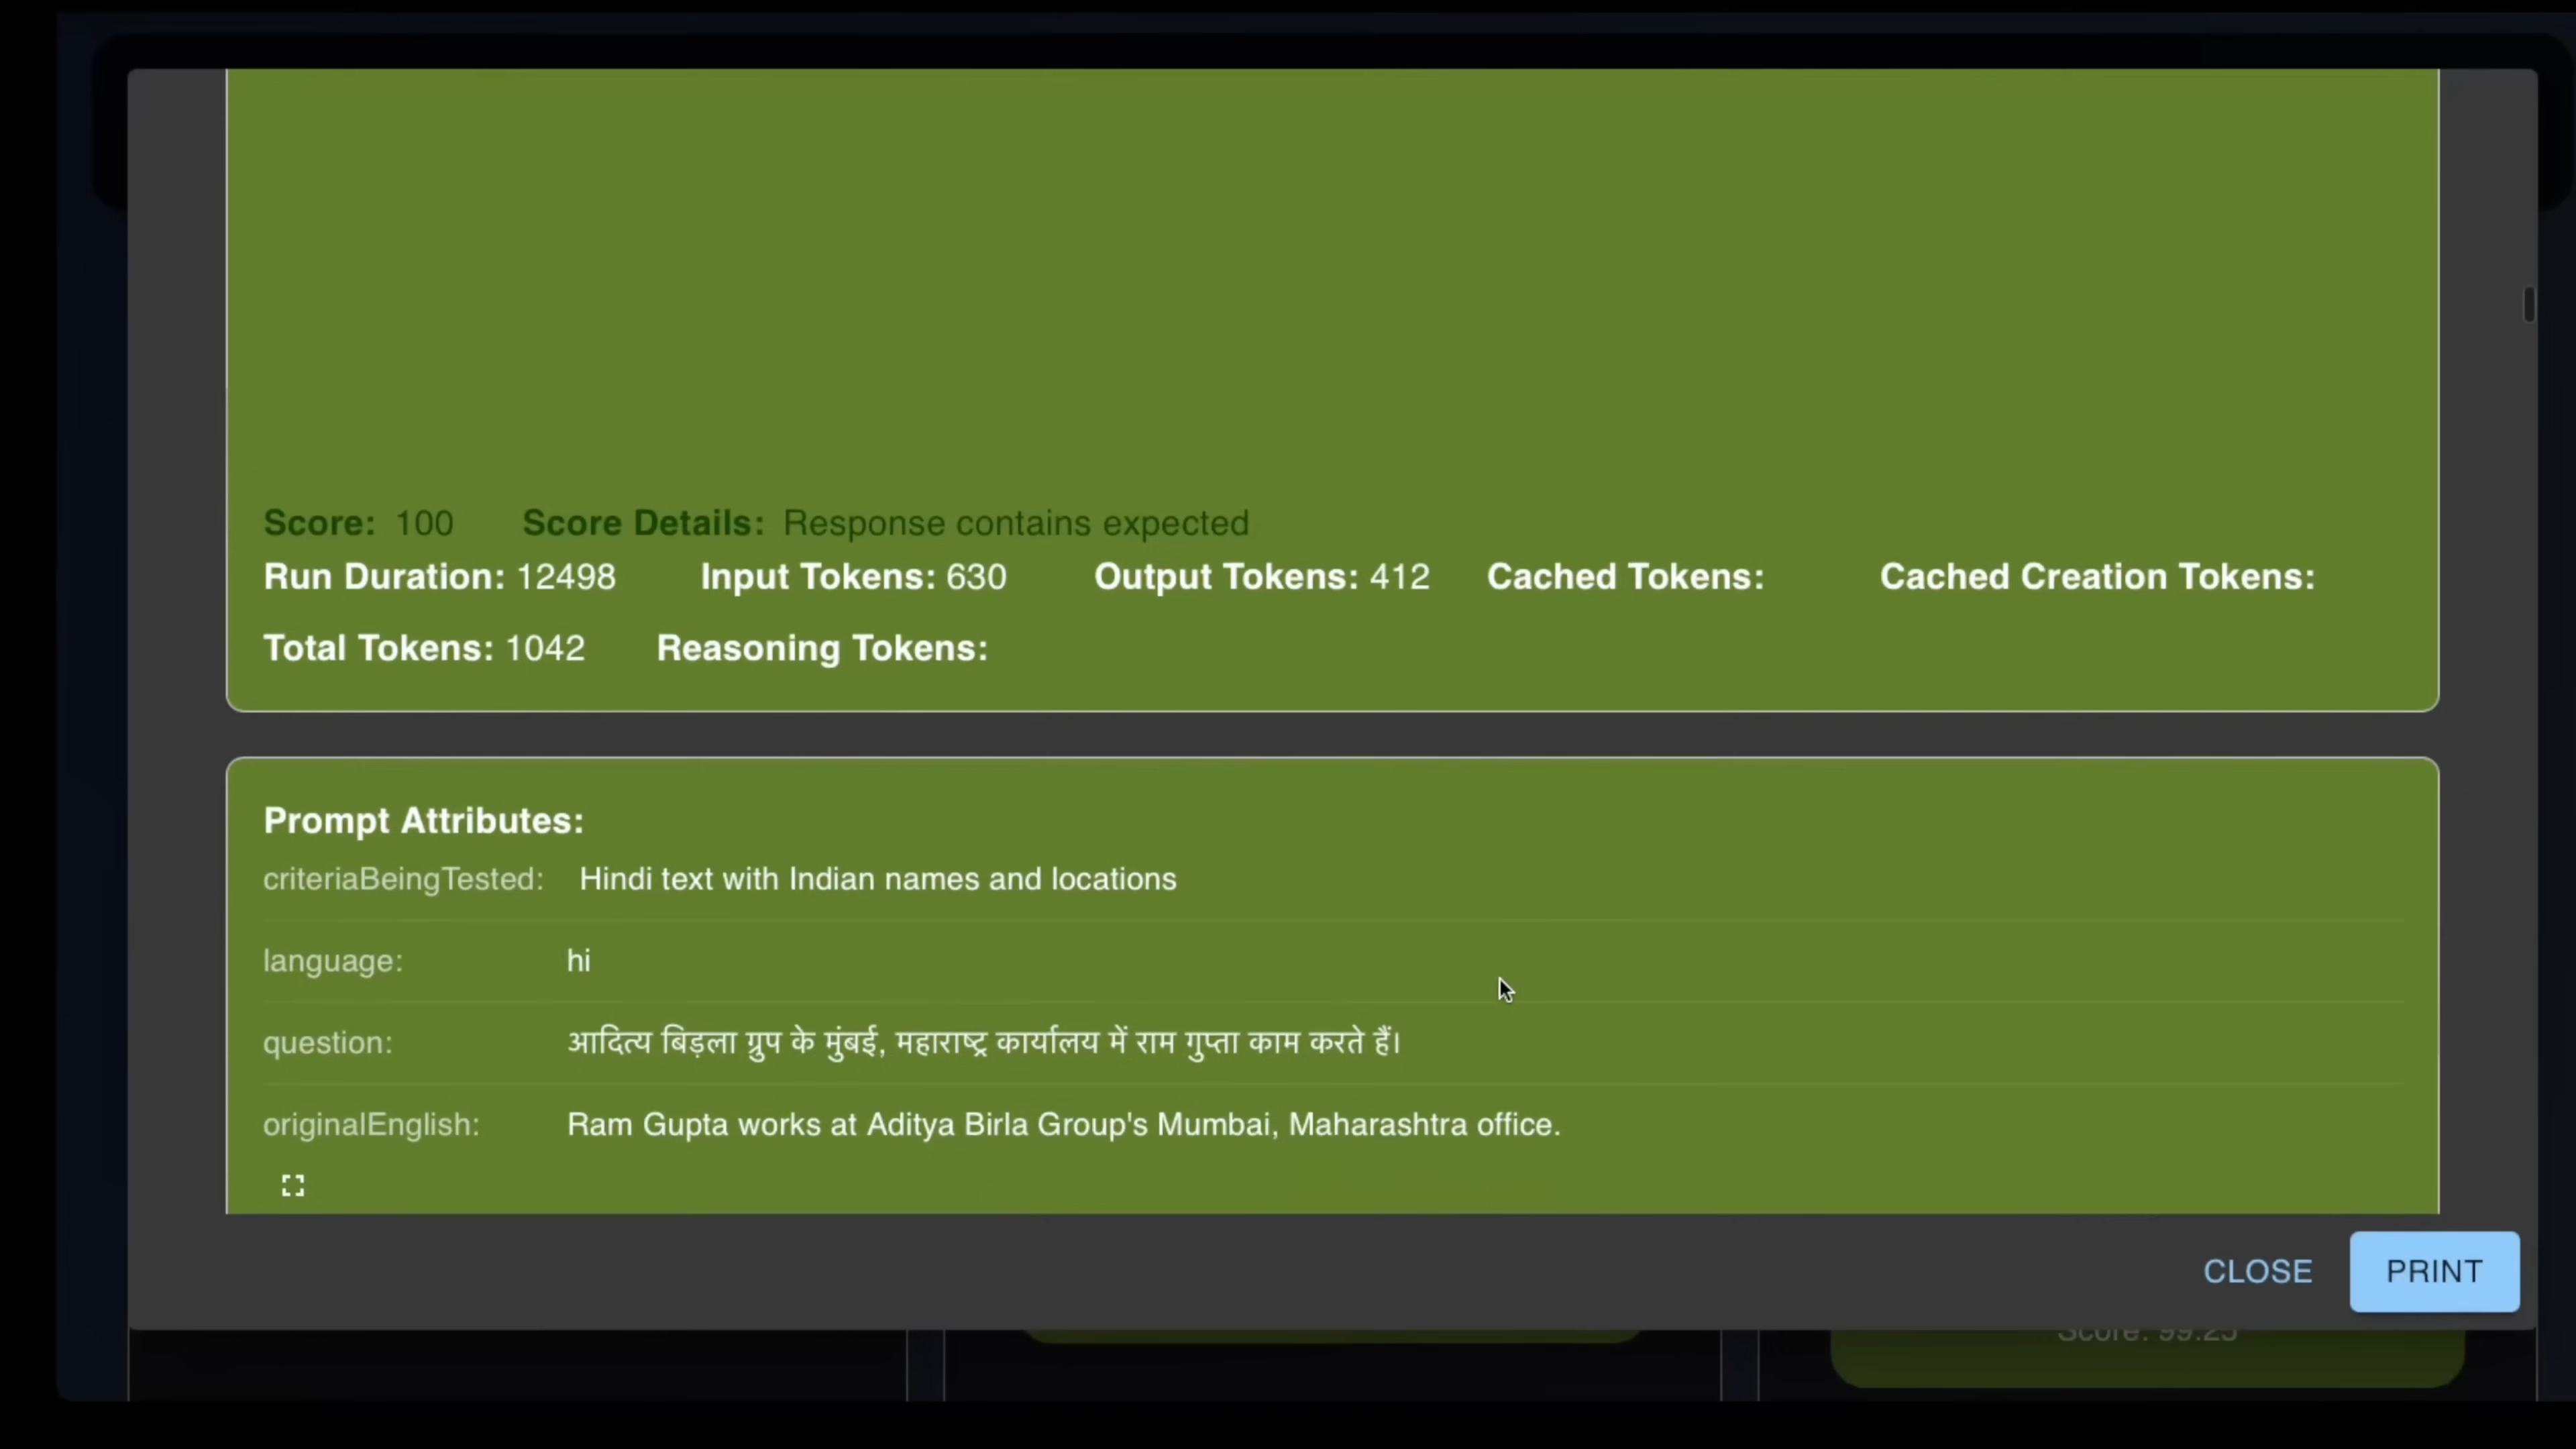 Score: 100 Score Details: Response contains expected
Run Duration: 12498 Input Tokens: 630 Output Tokens: 412 Cached Tokens: Cached Creation Tokens:
Total Tokens: 1042 Reasoning Tokens:
Prompt Attributes:
criteriaBeingTested: Hindi text with Indian names and locations
language: hi
question: आदित्य बिड़ला ग्रुप के मुंबई, महाराष्ट्र कार्यालय में राम गुप्ता काम करते हैं।
originalEnglish: Ram Gupta works at Aditya Birla Group's Mumbai, Maharashtra office.
CLOSE PRINT
Score: 99.25